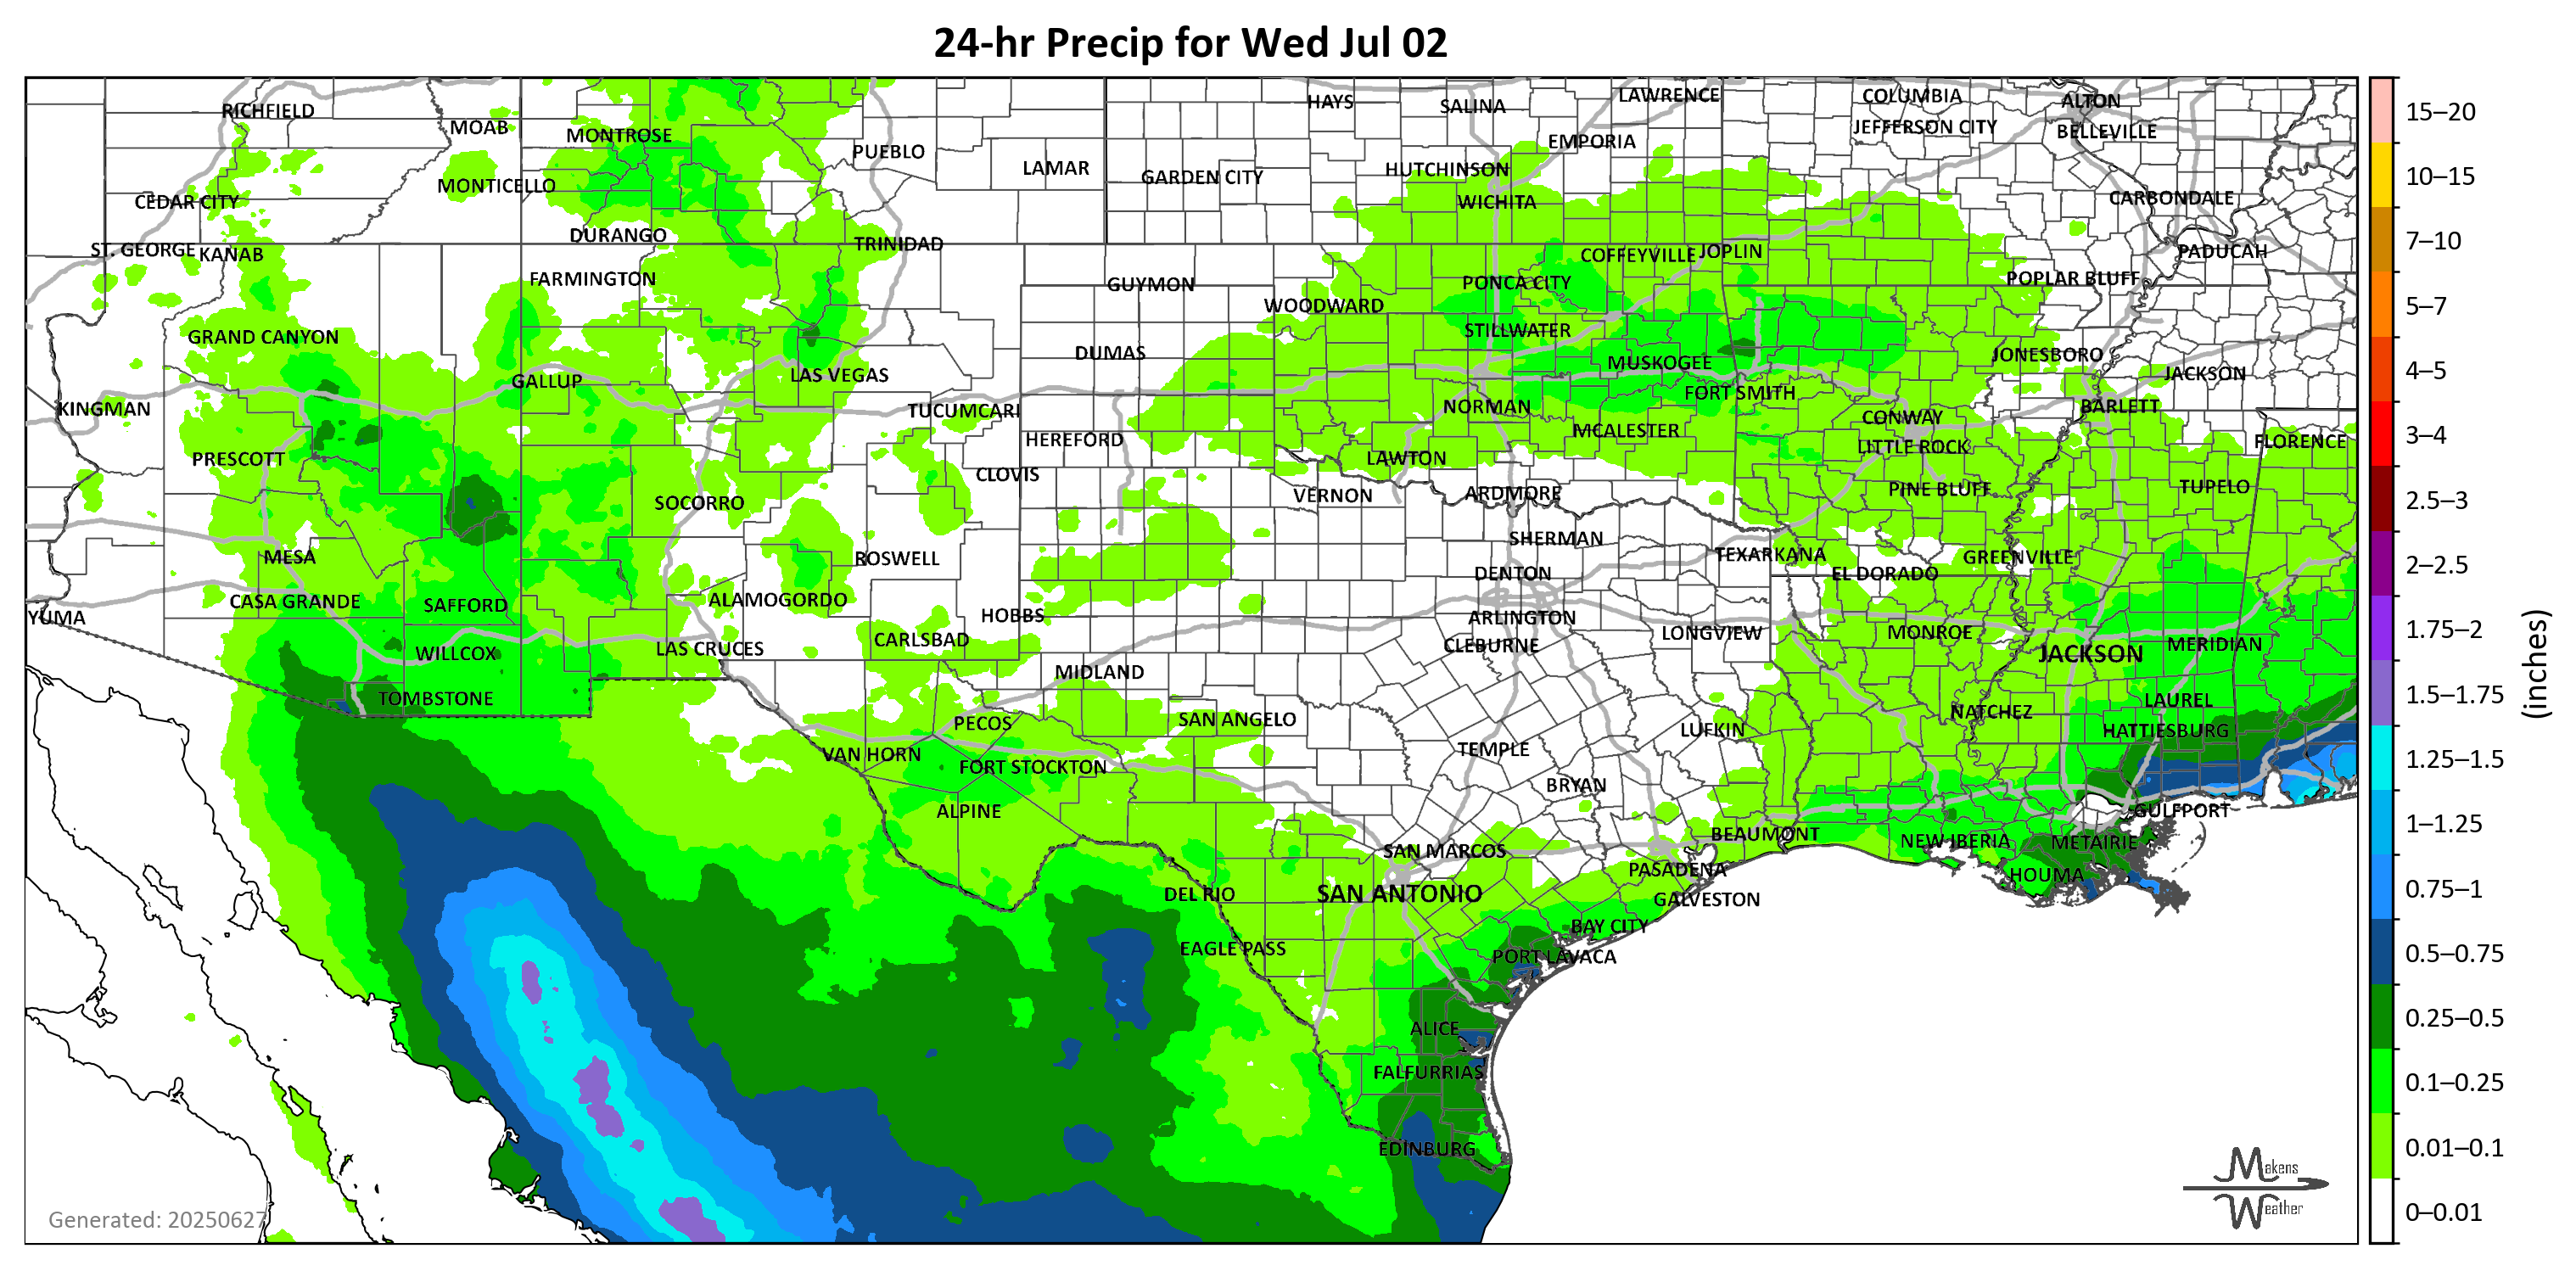 24-hr Precip for Wed Jul 02
RICHFIELD
MOAB
MONTROSE
PUEBLO
LAMAR
GARDEN CITY
HAYS
SALINA
LAWRENCE
COLUMBIA
ALTON
EMPORIA
JEFFERSON CITY
BELLEVILLE
HUTCHINSON
MONTICELLO
CEDAR CITY
WICHITA
CARBONDALE
DURANGO
TRINIDAD
ST. GEORGE
KANAB
COFFEYVILLE
JOPLIN
PADUCAH
FARMINGTON
GUYMON
PONCA CITY
POPLAR BLUFF
WOODWARD
GRAND CANYON
STILLWATER
DUMAS
MUSKOGEE
JONESBORO
GALLUP
LAS VEGAS
JACKSON
FORT SMITH
KINGMAN
TUCUMCARI
NORMAN
CONWAY
BARLETT
HEREFORD
MCALESTER
LITTLE ROCK
FLORENCE
PRESCOTT
LAWTON
CLOVIS
SOCORRO
VERNON
ARDMORE
PINE BLUFF
TUPELO
MESA
ROSWELL
SHERMAN
TEXARKANA
GREENVILLE
DENTON
EL DORADO
CASA GRANDE
SAFFORD
ALAMOGORDO
YUMA
HOBBS
ARLINGTON
CARLSBAD
CLEBURNE
LONGVIEW
MONROE
MERIDIAN
WILLCOX
LAS CRUCES
JACKSON
MIDLAND
TOMBSTONE
LAUREL
PECOS
SAN ANGELO
NATCHEZ
LUFKIN
HATTIESBURG
VAN HORN
TEMPLE
FORT STOCKTON
BRYAN
ALPINE
GULFPORT
BEAUMONT
SAN MARCOS
NEW IBERIA
METAIRIE
PASADENA
HOUMA
DEL RIO
SAN ANTONIO
GALVESTON
BAY CITY
EAGLE PASS
PORT LAVACA
ALICE
FALFURRIAS
EDINBURG
Generated: 20250627
Makens
Weather
15–20
10–15
7–10
5–7
4–5
3–4
2.5–3
2–2.5
1.75–2
1.5–1.75
1.25–1.5
1–1.25
0.75–1
0.5–0.75
0.25–0.5
0.1–0.25
0.01–0.1
0–0.01
(inches)